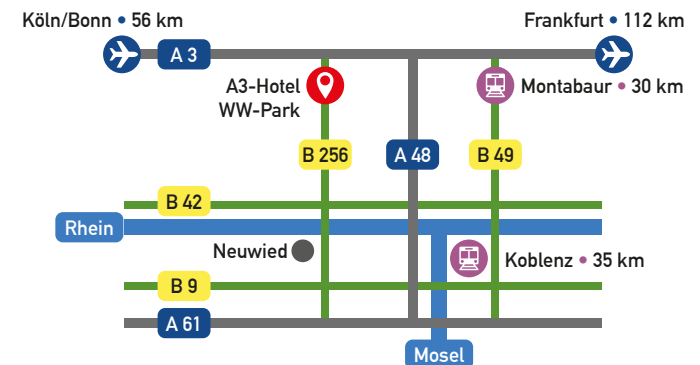 Köln/Bonn • 56 km
Frankfurt • 112 km
A 3
A3-Hotel
WW-Park
Montabaur • 30 km
B 256
A 48
B 49
B 42
Rhein
Neuwied
Koblenz • 35 km
B 9
A 61
Mosel